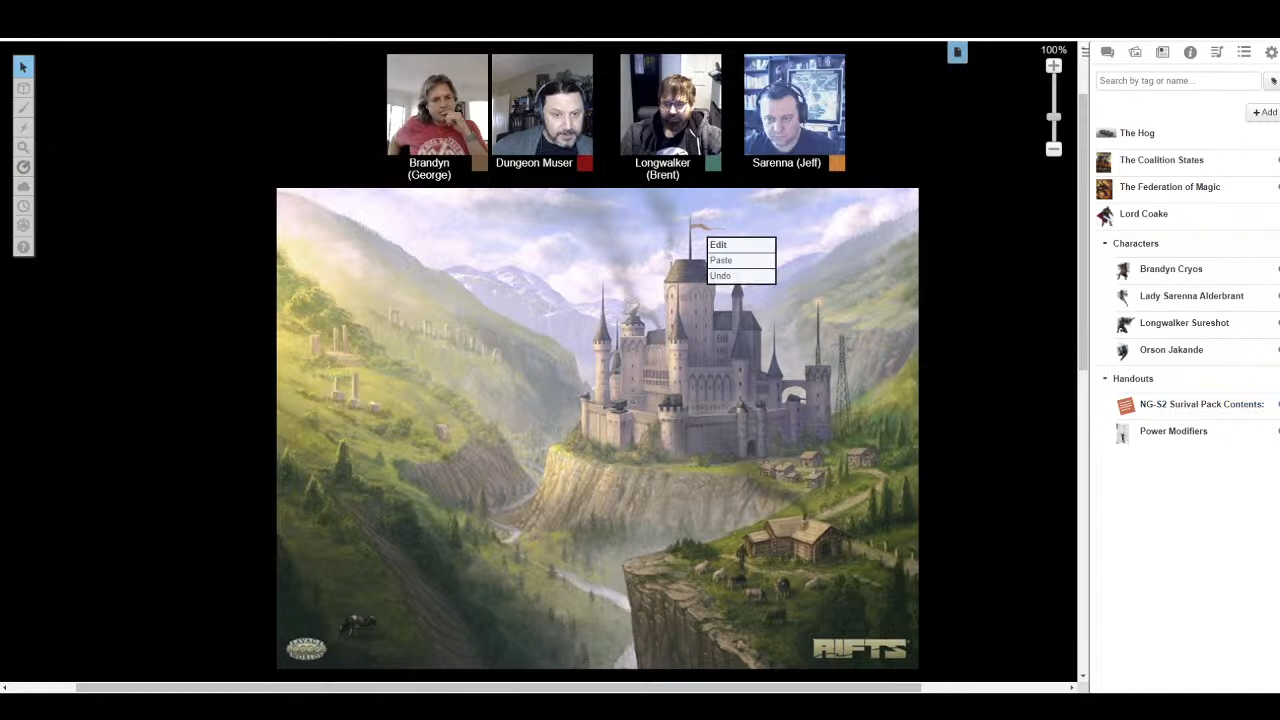 100%
Search by tag or name...
+ Add
Brandyn
(George)
Dungeon Muser
Longwalker
(Brent)
Sarenna (Jeff)
The Hog
The Coalition States
The Federation of Magic
Lord Coake
Characters
Brandyn Cryos
Lady Sarenna Alderbrant
Longwalker Sureshot
Orson Jakande
Handouts
NG-S2 Surival Pack Contents:
Power Modifiers
Edit
Paste
Undo
SAVAGE
WORLDS
RIFTS